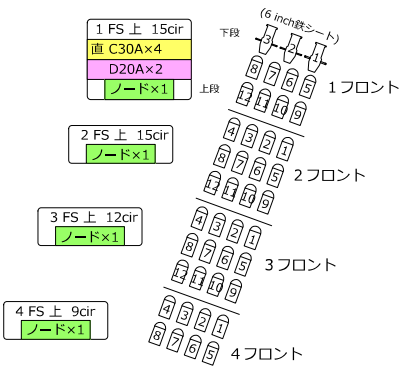 (6 inch鉄シート)
1 FS 上 15cir
下段
直 C30A×4
D20A×2
ノード×1
上段
3 2 1
8 7 6 5
12 11 10 9
1フロント
2 FS 上 15cir
ノード×1
4 3 2 1
8 7 6 5
12 11 10 9
2フロント
3 FS 上 12cir
ノード×1
4 3 2 1
8 7 6 5
12 11 10 9
3フロント
4 FS 上 9cir
ノード×1
4 3 2 1
8 7 6 5
4フロント